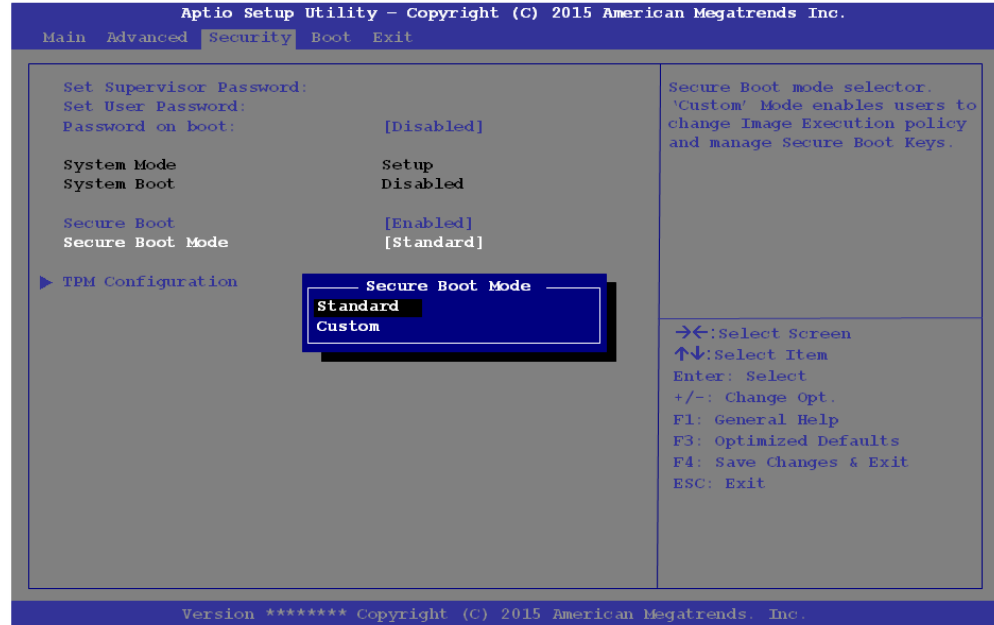 Aptio Setup Utility – Copyright (C) 2015 American Megatrends Inc.
Main Advanced Security Boot Exit
Set Supervisor Password:
Set User Password:
Password on boot: [Disabled]
System Mode Setup
System Boot Disabled
Secure Boot [Enabled]
Secure Boot Mode [Standard]
TPM Configuration
Secure Boot Mode
Standard
Custom
Secure Boot mode selector.
‘Custom’ Mode enables users to
change Image Execution policy
and manage Secure Boot Keys.
→←:Select Screen
↑↓:Select Item
Enter: Select
+/-: Change Opt.
F1: General Help
F3: Optimized Defaults
F4: Save Changes & Exit
ESC: Exit
Version ******** Copyright (C) 2015 American Megatrends. Inc.